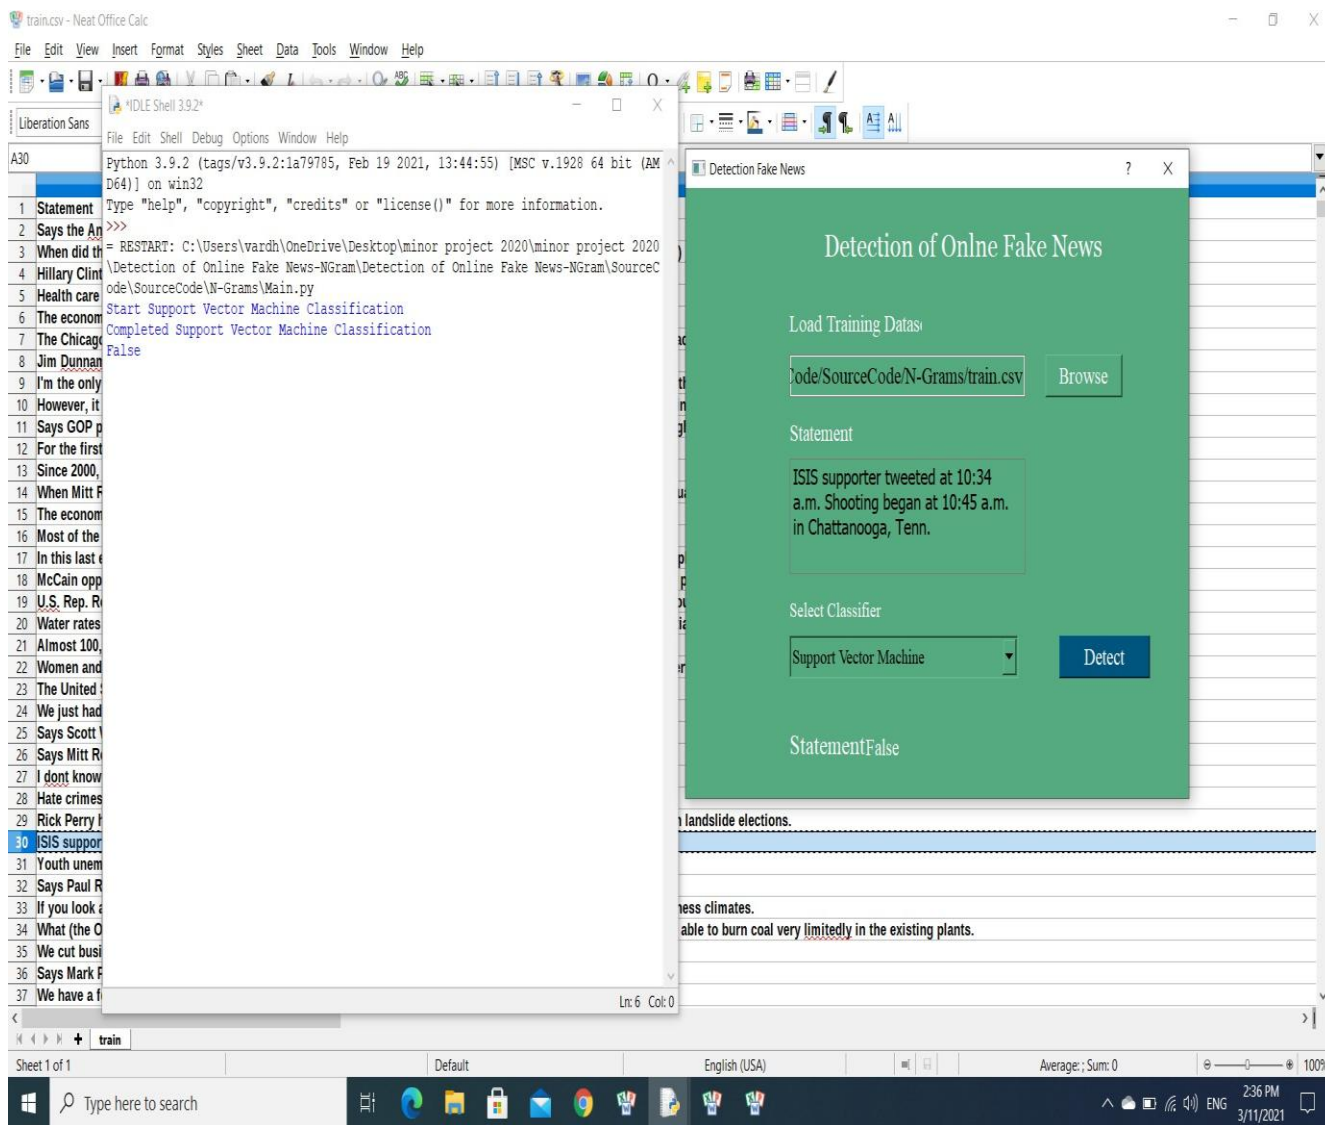 train.csv - Neat Office Calc
File Edit View Insert Format Styles Sheet Data Tools Window Help
Liberation Sans
A30
*IDLE Shell 3.9.2*
File Edit Shell Debug Options Window Help
Python 3.9.2 (tags/v3.9.2:1a79785, Feb 19 2021, 13:44:55) [MSC v.1928 64 bit (AM
D64)] on win32
Type "help", "copyright", "credits" or "license()" for more information.
>>>
= RESTART: C:\Users\vardh\OneDrive\Desktop\minor project 2020\minor project 2020
\Detection of Online Fake News-NGram\Detection of Online Fake News-NGram\SourceC
ode\SourceCode\N-Grams\Main.py
Start Support Vector Machine Classification
Completed Support Vector Machine Classification
False
Ln: 6 Col: 0
Detection Fake News
Detection of Onlne Fake News
Load Training Datas
Code/SourceCode/N-Grams/train.csv
Browse
Statement
ISIS supporter tweeted at 10:34
a.m. Shooting began at 10:45 a.m.
in Chattanooga, Tenn.
Select Classifier
Support Vector Machine
Detect
StatementFalse
1 Statement
2 Says the An
3 When did th
4 Hillary Clint
5 Health care
6 The econom
7 The Chicago
8 Jim Dunnan
9 I'm the only
10 However, it
11 Says GOP p
12 For the first
13 Since 2000,
14 When Mitt R
15 The econom
16 Most of the
17 In this last e
18 McCain opp
19 U.S. Rep. R
20 Water rates
21 Almost 100,
22 Women and
23 The United
24 We just had
25 Says Scott
26 Says Mitt R
27 I dont know
28 Hate crimes
29 Rick Perry h landslide elections.
30 ISIS suppor
31 Youth unem
32 Says Paul R
33 If you look a ness climates.
34 What (the O able to burn coal very limitedly in the existing plants.
35 We cut busi
36 Says Mark P
37 We have a f
train
Sheet 1 of 1 Default English (USA) Average: ; Sum: 0 100%
Type here to search
ENG
2:36 PM
3/11/2021